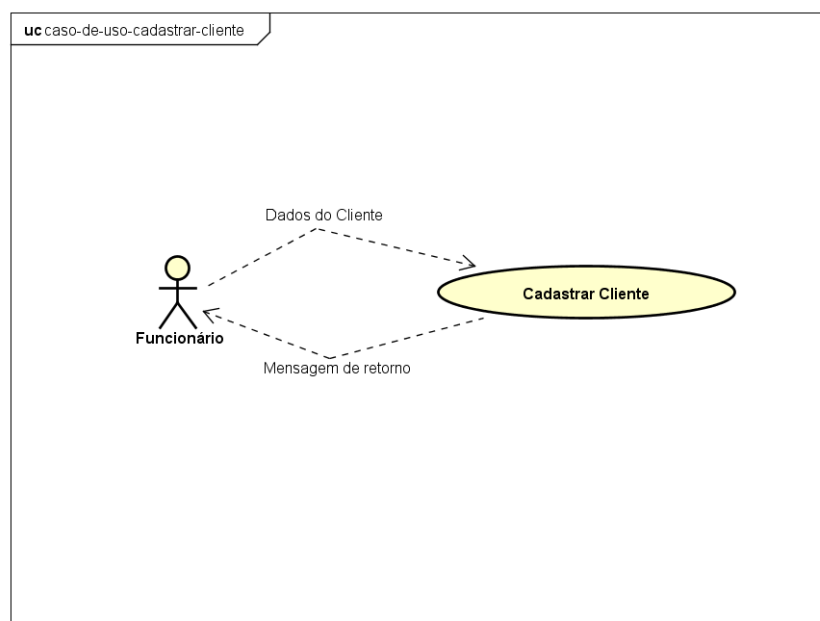 uc caso-de-uso-cadastrar-cliente
Dados do Cliente
Cadastrar Cliente
Funcionário
Mensagem de retorno